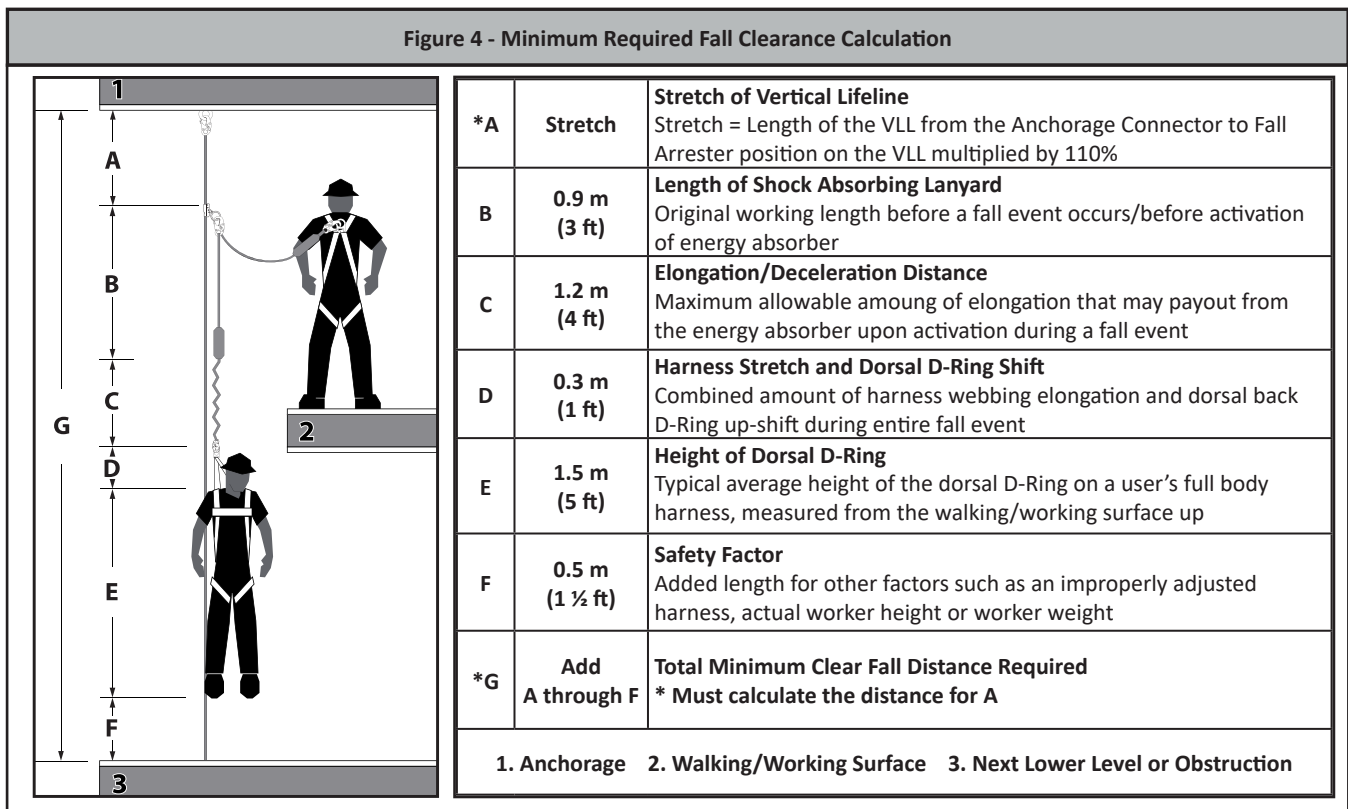 Figure 4 - Minimum Required Fall Clearance Calculation
1
A
B
C
G
2
D
E
F
3
*A
Stretch
Stretch of Vertical Lifeline
Stretch = Length of the VLL from the Anchorage Connector to Fall
Arrester position on the VLL multiplied by 110%
B
0.9 m
(3 ft)
Length of Shock Absorbing Lanyard
Original working length before a fall event occurs/before activation
of energy absorber
C
1.2 m
(4 ft)
Elongation/Deceleration Distance
Maximum allowable amoung of elongation that may payout from
the energy absorber upon activation during a fall event
D
0.3 m
(1 ft)
Harness Stretch and Dorsal D-Ring Shift
Combined amount of harness webbing elongation and dorsal back
D-Ring up-shift during entire fall event
E
1.5 m
(5 ft)
Height of Dorsal D-Ring
Typical average height of the dorsal D-Ring on a user’s full body
harness, measured from the walking/working surface up
F
0.5 m
(1 ½ ft)
Safety Factor
Added length for other factors such as an improperly adjusted
harness, actual worker height or worker weight
*G
Add
A through F
Total Minimum Clear Fall Distance Required
* Must calculate the distance for A
1. Anchorage 2. Walking/Working Surface 3. Next Lower Level or Obstruction